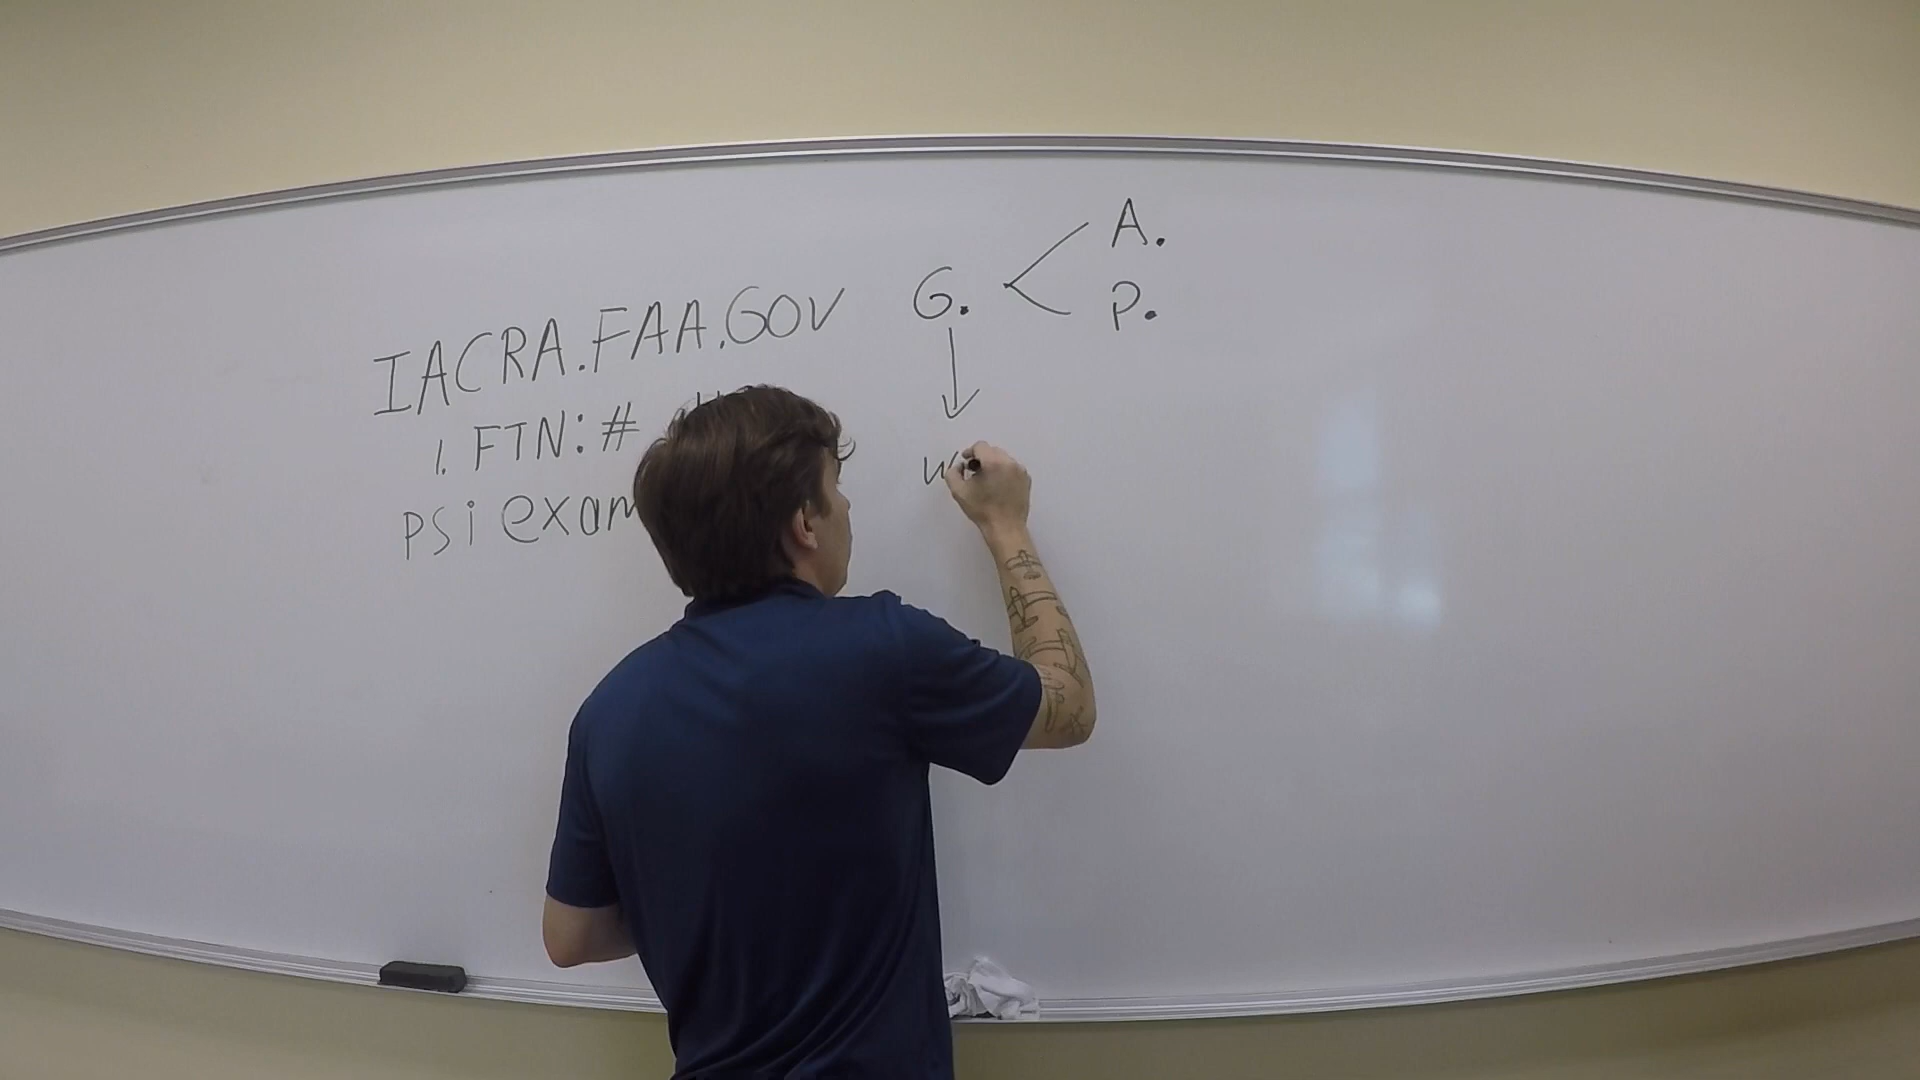 IACRA.FAA.GOV
1. FTN: #
psi exam
G.
A.
P.